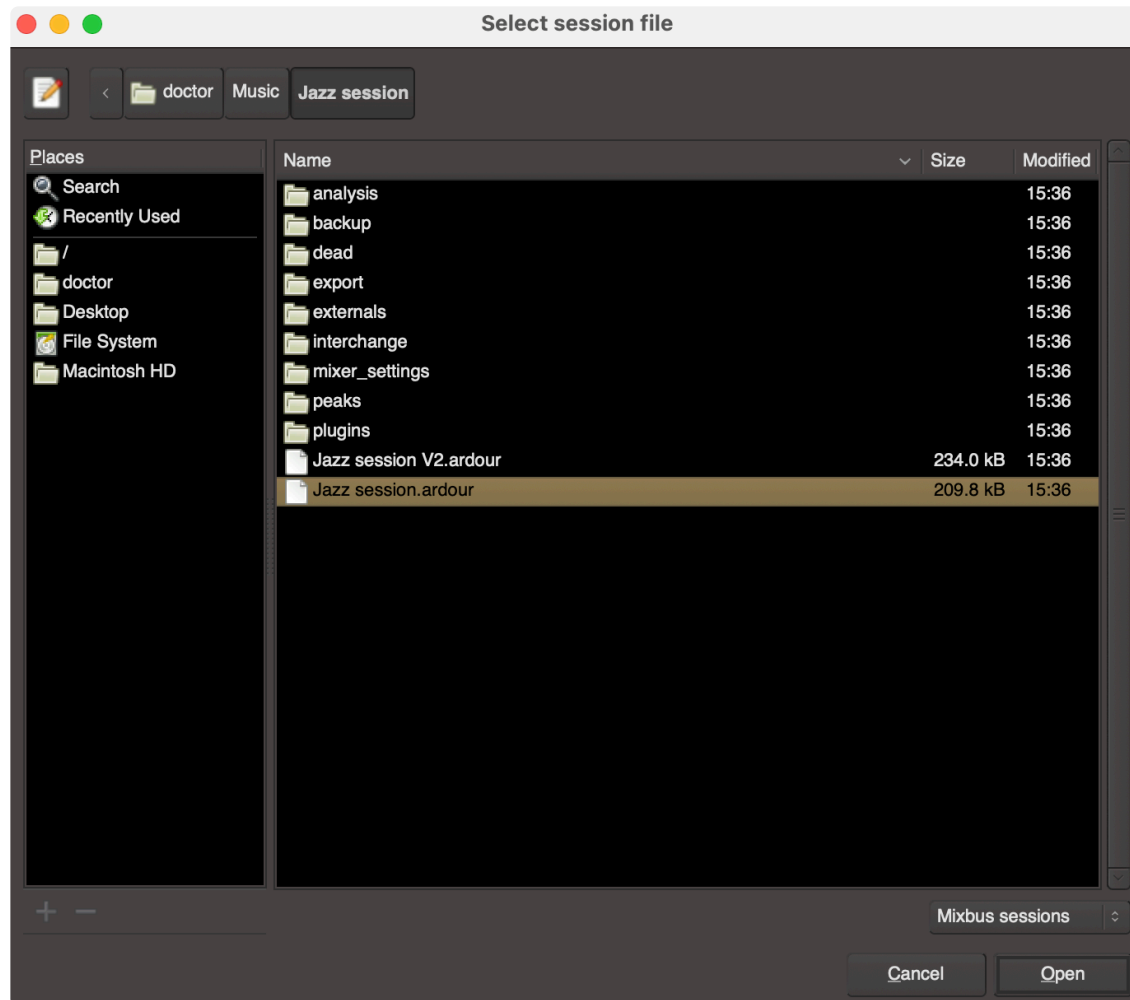 Select session file
< doctor Music Jazz session
Places
Search
Recently Used
/
doctor
Desktop
File System
Macintosh HD
Name Size Modified
analysis 15:36
backup 15:36
dead 15:36
export 15:36
externals 15:36
interchange 15:36
mixer_settings 15:36
peaks 15:36
plugins 15:36
Jazz session V2.ardour 234.0 kB 15:36
Jazz session.ardour 209.8 kB 15:36
Mixbus sessions
Cancel Open